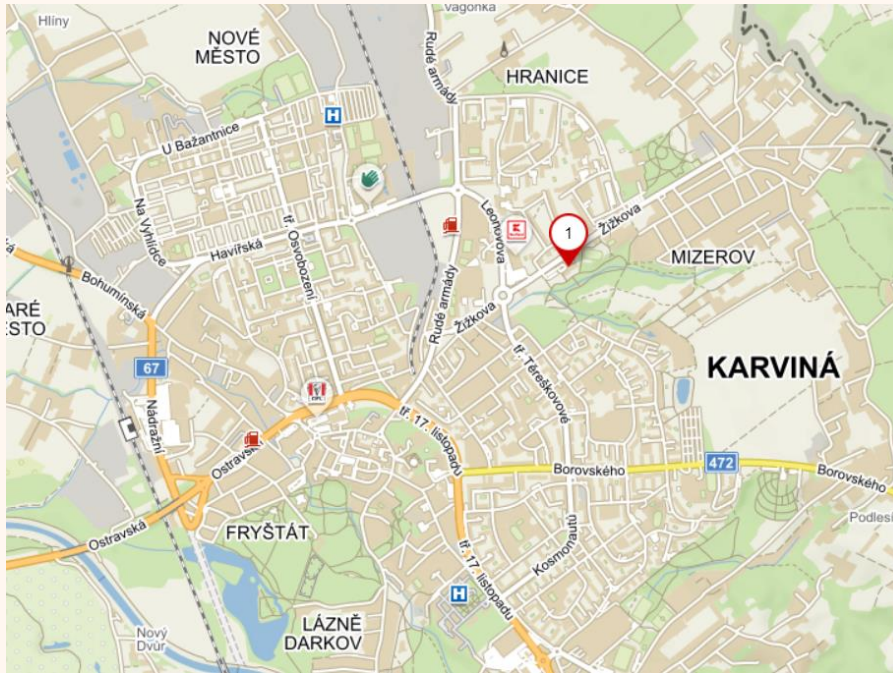 Hlíny
Vagonka
NOVÉ
MĚSTO
HRANICE
Rudé armády
U Bažantnice
Na Vyhlídce
tř. Osvobození
Havířská
Leonovova
1
Žižkova
MIZEROV
Bohumínská
ARÉ
ĚSTO
Rudé armády
Žižkova
67
KARVINÁ
tř. Těreškovové
Nádražní
tř. 17. listopadu
Ostravská
Borovského
472
Borovského
Ostravská
FRYŠTÁT
Podlesí
Kosmonautů
tř. 17. listopadu
Nový
Dvůr
LÁZNĚ
DARKOV
H
H